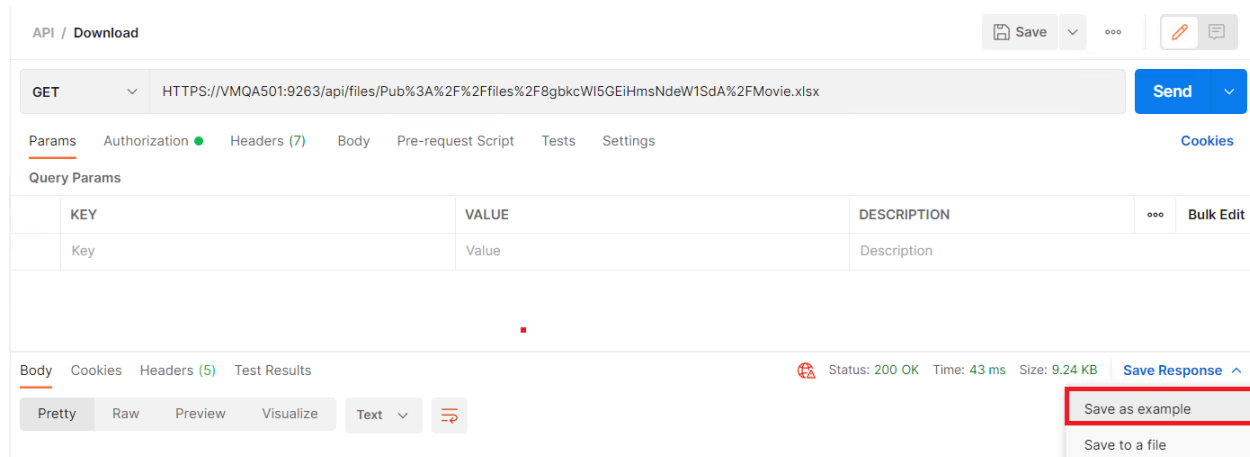 API / Download
Save
GET
HTTPS://VMQA501:9263/api/files/Pub%3A%2F%2Ffiles%2F8gbkcWI5GEiHmsNdeW1SdA%2FMovie.xlsx
Send
Params Authorization Headers (7) Body Pre-request Script Tests Settings Cookies
Query Params
KEY VALUE DESCRIPTION Bulk Edit
Key Value Description
Body Cookies Headers (5) Test Results Status: 200 OK Time: 43 ms Size: 9.24 KB Save Response
Pretty Raw Preview Visualize Text
Save as example
Save to a file